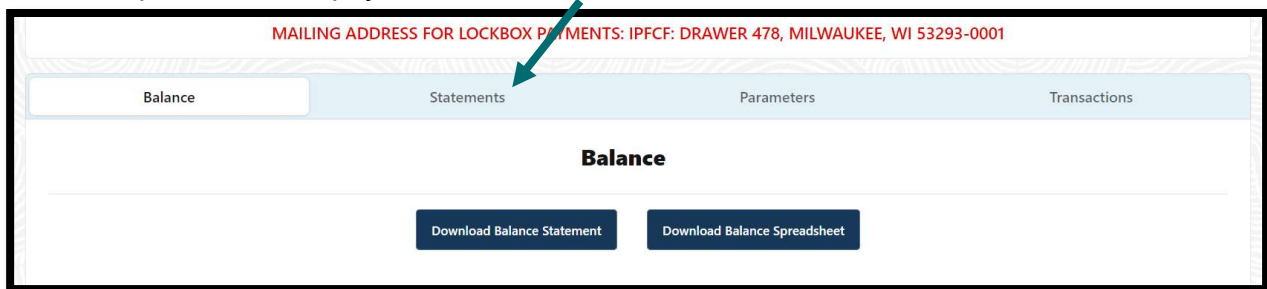 MAILING ADDRESS FOR LOCKBOX PAYMENTS: IPFCF: DRAWER 478, MILWAUKEE, WI 53293-0001
Balance Statements Parameters Transactions
Balance
Download Balance Statement Download Balance Spreadsheet